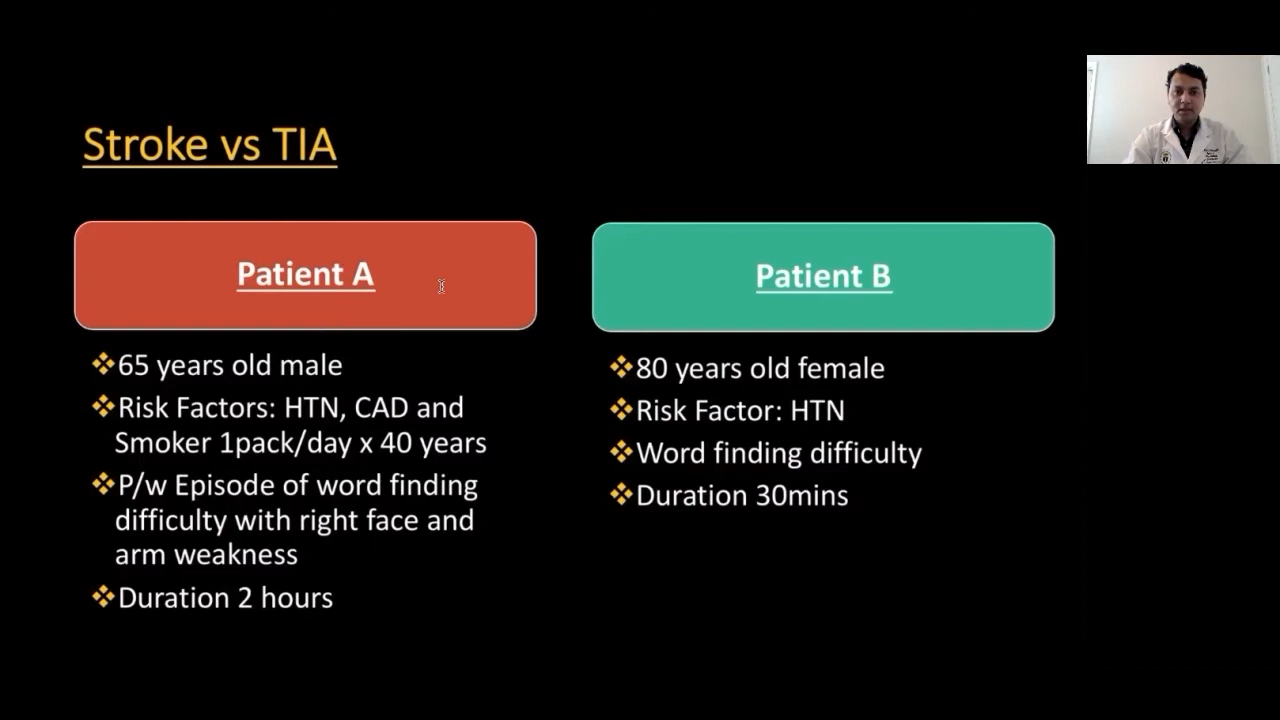 Stroke vs TIA
Patient A
65 years old male
Risk Factors: HTN, CAD and
Smoker 1pack/day x 40 years
P/w Episode of word finding
difficulty with right face and
arm weakness
Duration 2 hours
Patient B
80 years old female
Risk Factor: HTN
Word finding difficulty
Duration 30mins